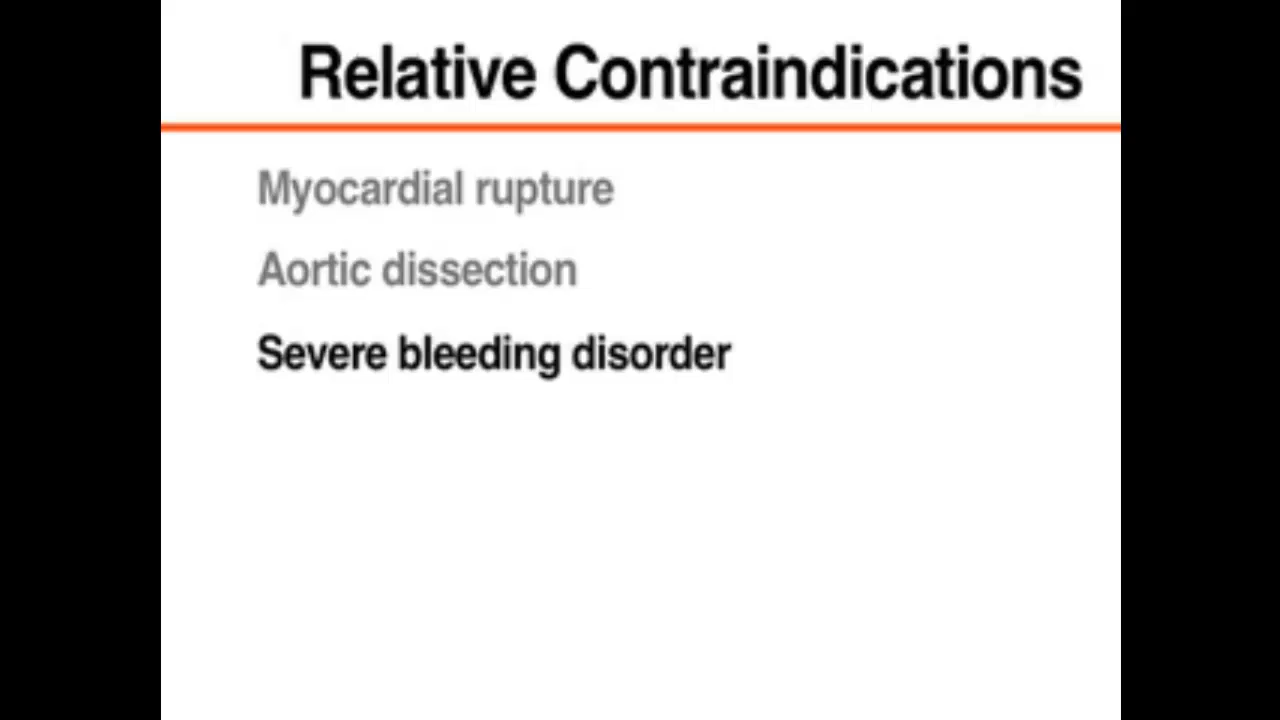 Relative Contraindications
Myocardial rupture
Aortic dissection
Severe bleeding disorder